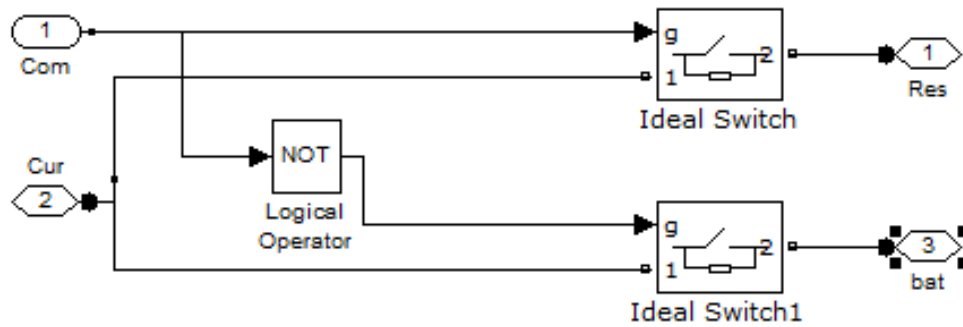 1
Com
g
1
2
Ideal Switch
1
Res
NOT
Logical
Operator
Cur
2
g
1
2
Ideal Switch1
3
bat